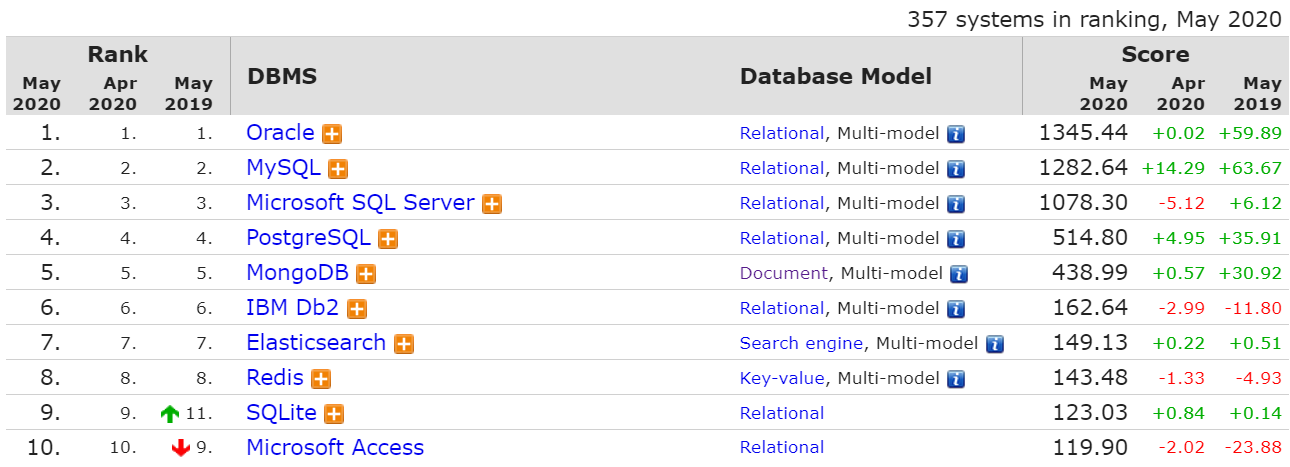 357 systems in ranking, May 2020
Rank DBMS Database Model Score
May 2020 Apr 2020 May 2019 May 2020 Apr 2020 May 2019
1. 1. 1. Oracle Relational, Multi-model 1345.44 +0.02 +59.89
2. 2. 2. MySQL Relational, Multi-model 1282.64 +14.29 +63.67
3. 3. 3. Microsoft SQL Server Relational, Multi-model 1078.30 -5.12 +6.12
4. 4. 4. PostgreSQL Relational, Multi-model 514.80 +4.95 +35.91
5. 5. 5. MongoDB Document, Multi-model 438.99 +0.57 +30.92
6. 6. 6. IBM Db2 Relational, Multi-model 162.64 -2.99 -11.80
7. 7. 7. Elasticsearch Search engine, Multi-model 149.13 +0.22 +0.51
8. 8. 8. Redis Key-value, Multi-model 143.48 -1.33 -4.93
9. 9. 11. SQLite Relational 123.03 +0.84 +0.14
10. 10. 9. Microsoft Access Relational 119.90 -2.02 -23.88